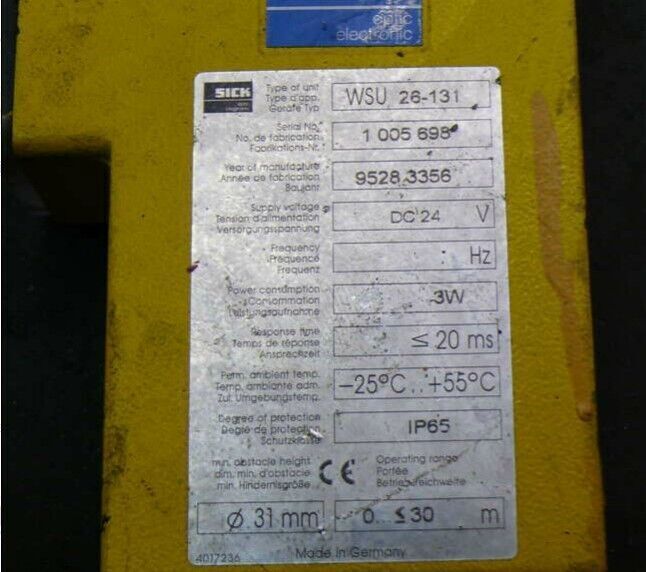 optic
electronic
SICK
Type of unit
Type d'app.
Geräte Typ
WSU 26-131
Serial No.
No. de fabrication
Fabrikations-Nr.
1 005 698
Year of manufacture
Année de fabrication
Baujahr
9528 3356
Supply voltage
Tension d'alimentation
Versorgungsspannung
DC 24 V
Frequency
Fréquence
Frequenz
Hz
Power consumption
Consommation
Leistungsaufnahme
3W
Response time
Temps de réponse
Ansprechzeit
≤ 20 ms
Perm. ambient temp.
Temp. ambiante adm.
Zul. Umgebungstemp.
-25°C...+55°C
Degree of protection
Degré de protection
Schutzklasse
IP65
min. obstacle height
dim. min. d'obstacle
min. Hindernisgröße
CE
Operating range
Portée
Betriebsreichweite
Ø 31 mm
0...≤ 30 m
4017236
Made in Germany